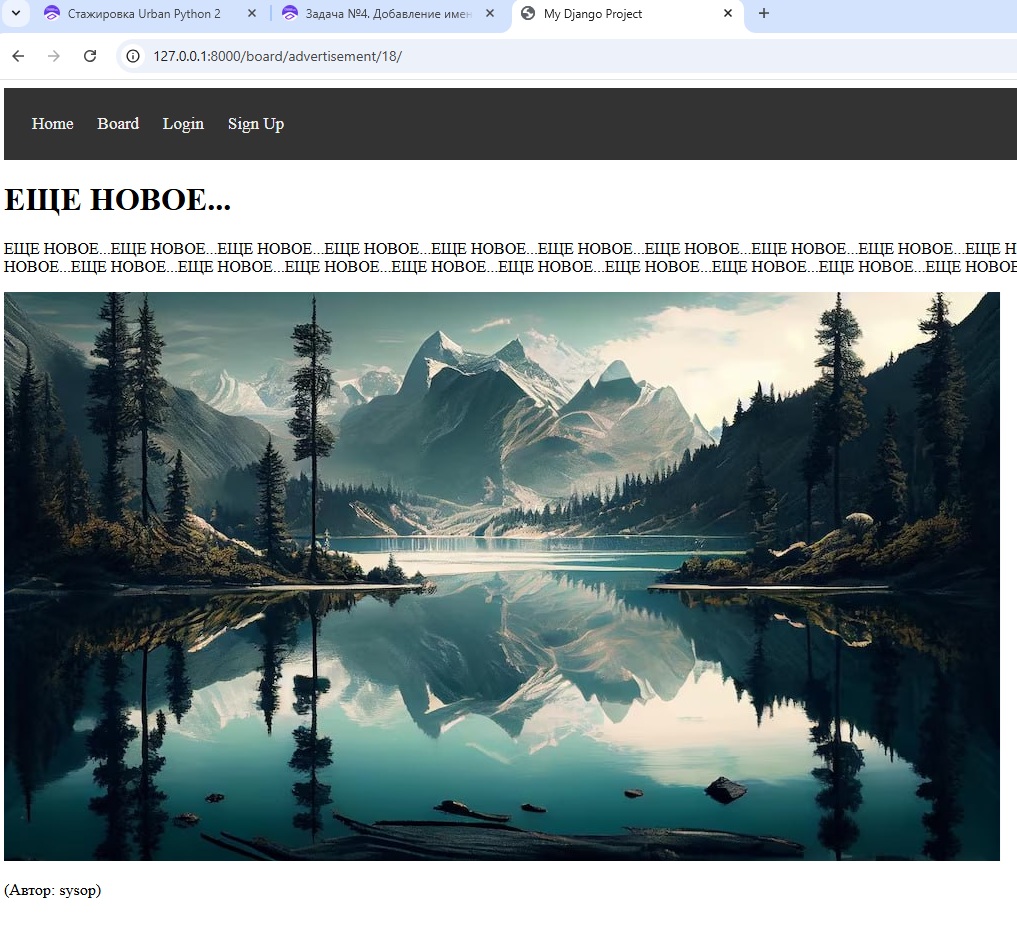 Стажировка Urban Python 2
Задача №4. Добавление имен
My Django Project
127.0.0.1:8000/board/advertisement/18/
Home Board Login Sign Up
ЕЩЕ НОВОЕ...
ЕЩЕ НОВОЕ...ЕЩЕ НОВОЕ...ЕЩЕ НОВОЕ...ЕЩЕ НОВОЕ...ЕЩЕ НОВОЕ...ЕЩЕ НОВОЕ...ЕЩЕ НОВОЕ...ЕЩЕ НОВОЕ...ЕЩЕ НОВОЕ...ЕЩЕ Н
НОВОЕ...ЕЩЕ НОВОЕ...ЕЩЕ НОВОЕ...ЕЩЕ НОВОЕ...ЕЩЕ НОВОЕ...ЕЩЕ НОВОЕ...ЕЩЕ НОВОЕ...ЕЩЕ НОВОЕ...ЕЩЕ НОВОЕ...ЕЩЕ НОВОЕ
(Автор: sysop)